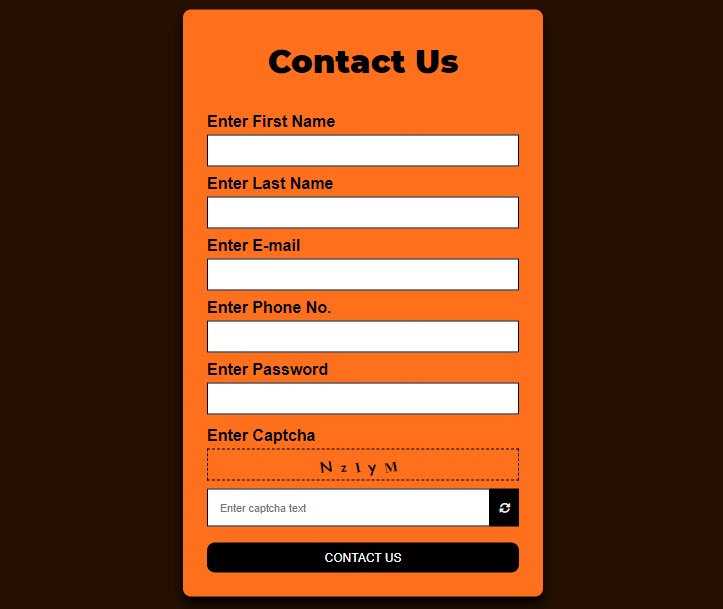 Contact Us
Enter First Name
Enter Last Name
Enter E-mail
Enter Phone No.
Enter Password
Enter Captcha
N z I y M
Enter captcha text
CONTACT US